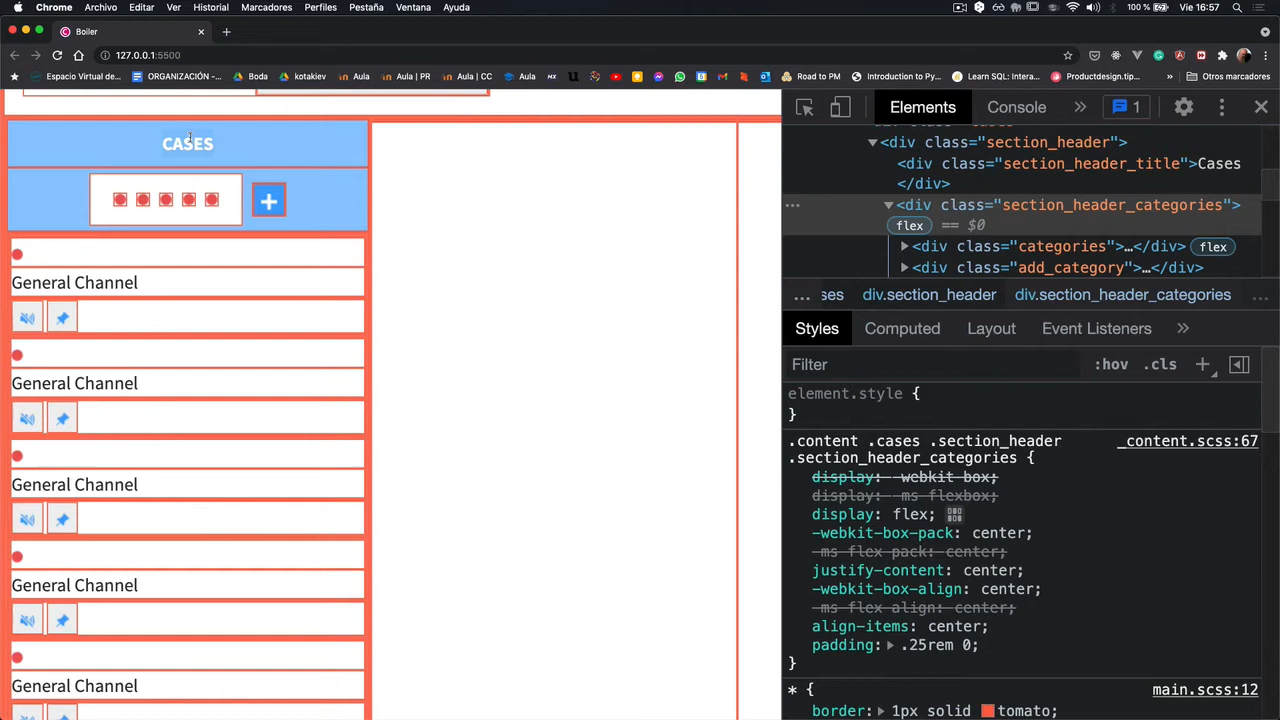 Chrome Archivo Editar Ver Historial Marcadores Perfiles Pestaña Ventana Ayuda 100 % Vie 16:57
Boiler
127.0.0.1:5500
Espacio Virtual de... ORGANIZACIÓN -... Boda kotakiev Aula Aula | PR Aula | CC Aula Road to PM Introduction to Py... Learn SQL: Intera... Productdesign.tip... Otros marcadores
Elements Console 1
CASES
General Channel
General Channel
General Channel
General Channel
General Channel
<div class="section_header">
<div class="section_header_title">Cases
</div>
<div class="section_header_categories">
flex == $0
<div class="categories">…</div> flex
<div class="add_category">…</div>
... ses div.section_header div.section_header_categories ...
Styles Computed Layout Event Listeners
Filter :hov .cls
element.style {
}
.content .cases .section_header _content.scss:67
.section_header_categories {
display: -webkit-box;
display: -ms-flexbox;
display: flex;
-webkit-box-pack: center;
-ms-flex-pack: center;
justify-content: center;
-webkit-box-align: center;
-ms-flex-align: center;
align-items: center;
padding: .25rem 0;
}
* { main.scss:12
border: 1px solid tomato;